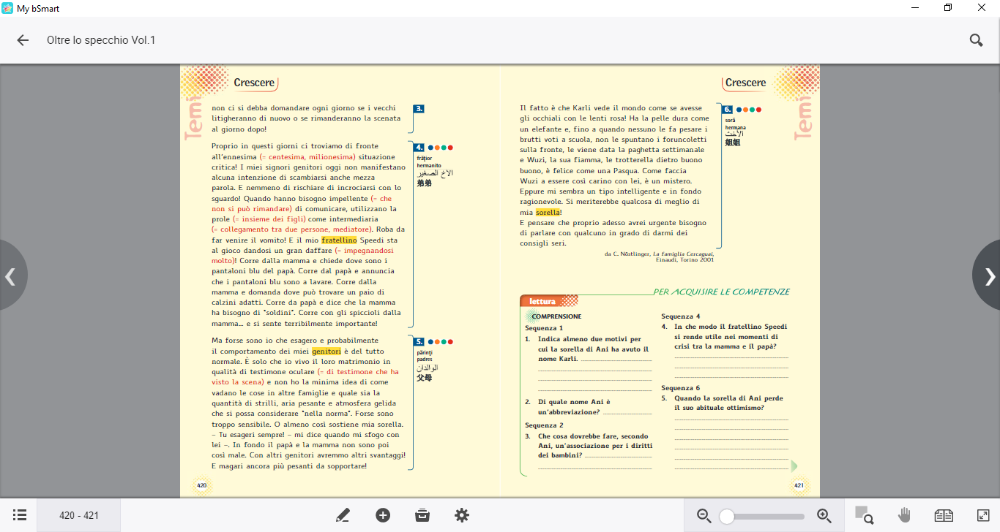 My bSmart
Oltre lo specchio Vol.1
Crescere
Temi
non ci si debba domandare ogni giorno se i vecchi
litigheranno di nuovo o se rimanderanno la scenata
al giorno dopo!
3.
Proprio in questi giorni ci troviamo di fronte
all'ennesima (= centesima, milionesima) situazione
critica! I miei signori genitori oggi non manifestano
alcuna intenzione di scambiarsi anche mezza
parola. E nemmeno di rischiare di incrociarsi con lo
sguardo! Quando hanno bisogno impellente (= che
non si può rimandare) di comunicare, utilizzano la
prole (= insieme dei figli) come intermediaria
(= collegamento tra due persone, mediatore). Roba da
far venire il vomito! E il mio fratellino Speedi sta
al gioco dandosi un gran daffare (= impegnandosi
molto)! Corre dalla mamma e chiede dove sono i
pantaloni blu del papà. Corre dal papà e annuncia
che i pantaloni blu sono a lavare. Corre dalla
mamma e domanda dove può trovare un paio di
calzini adatti. Corre da papà e dice che la mamma
ha bisogno di "soldini". Corre con gli spiccioli dalla
mamma... e si sente terribilmente importante!
4.
frățior
hermanito
الأخ الصغير
弟弟
Ma forse sono io che esagero e probabilmente
il comportamento dei miei genitori è del tutto
normale. È solo che io vivo il loro matrimonio in
qualità di testimone oculare (= di testimone che ha
visto la scena) e non ho la minima idea di come
vadano le cose in altre famiglie e quale sia la
quantità di strilli, aria pesante e atmosfera gelida
che si possa considerare "nella norma". Forse sono
troppo sensibile. O almeno così sostiene mia sorella.
– Tu esageri sempre! – mi dice quando mi sfogo con
lei –. In fondo il papà e la mamma non sono poi
così male. Con altri genitori avremmo altri svantaggi!
E magari ancora più pesanti da sopportare!
5.
părinți
padres
الوالدان
父母
420
Crescere
Temi
Il fatto è che Karli vede il mondo come se avesse
gli occhiali con le lenti rosa! Ha la pelle dura come
un elefante e, fino a quando nessuno le fa pesare i
brutti voti a scuola, non le spuntano i foruncoletti
sulla fronte, le viene data la paghetta settimanale
e Wuzi, la sua fiamma, le trotterella dietro buono
buono, è felice come una Pasqua. Come faccia
Wuzi a essere così carino con lei, è un mistero.
Eppure mi sembra un tipo intelligente e in fondo
ragionevole. Si meriterebbe qualcosa di meglio di
mia sorella!
E pensare che proprio adesso avrei urgente bisogno
di parlare con qualcuno in grado di darmi dei
consigli seri.
da C. Nöstlinger, La famiglia Cercaguai,
Einaudi, Torino 2001
6.
soră
hermana
الأخت
姐姐
PER ACQUISIRE LE COMPETENZE
lettura
COMPRENSIONE
Sequenza 1
1. Indica almeno due motivi per
cui la sorella di Ani ha avuto il
nome Karli.
2. Di quale nome Ani è
un'abbreviazione?
Sequenza 2
3. Che cosa dovrebbe fare, secondo
Ani, un'associazione per i diritti
dei bambini?
Sequenza 4
4. In che modo il fratellino Speedi
si rende utile nei momenti di
crisi tra la mamma e il papà?
Sequenza 6
5. Quando la sorella di Ani perde
il suo abituale ottimismo?
421
420 - 421